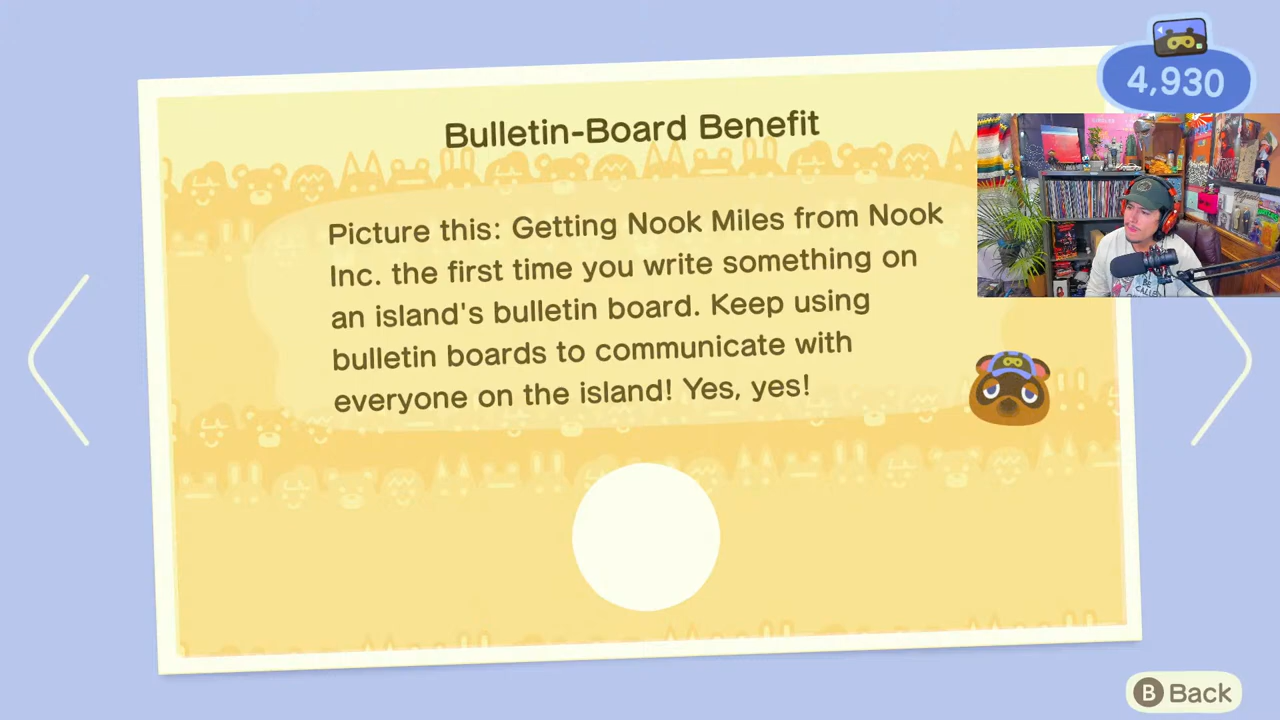 4,930
Bulletin-Board Benefit
Picture this: Getting Nook Miles from Nook
Inc. the first time you write something on
an island's bulletin board. Keep using
bulletin boards to communicate with
everyone on the island! Yes, yes!
B Back